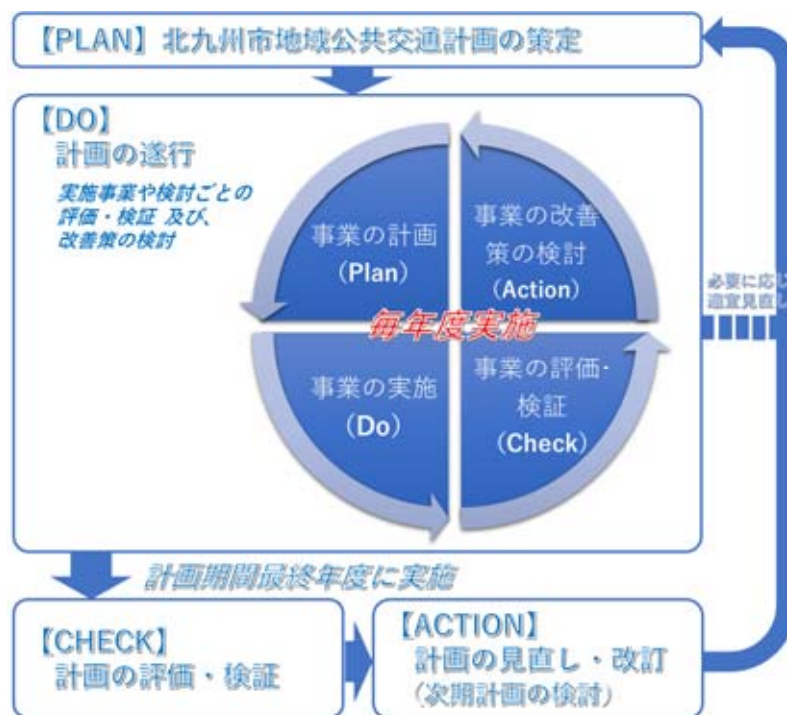 【PLAN】北九州市地域公共交通計画の策定
【DO】
計画の遂行
実施事業や検討ごとの
評価・検証 及び、
改善策の検討
事業の計画
(Plan)
事業の改善
策の検討
(Action)
毎年度実施
事業の実施
(Do)
事業の評価･
検証
(Check)
必要に応じ
適宜見直し
計画期間最終年度に実施
【CHECK】
計画の評価・検証
【ACTION】
計画の見直し・改訂
（次期計画の検討）